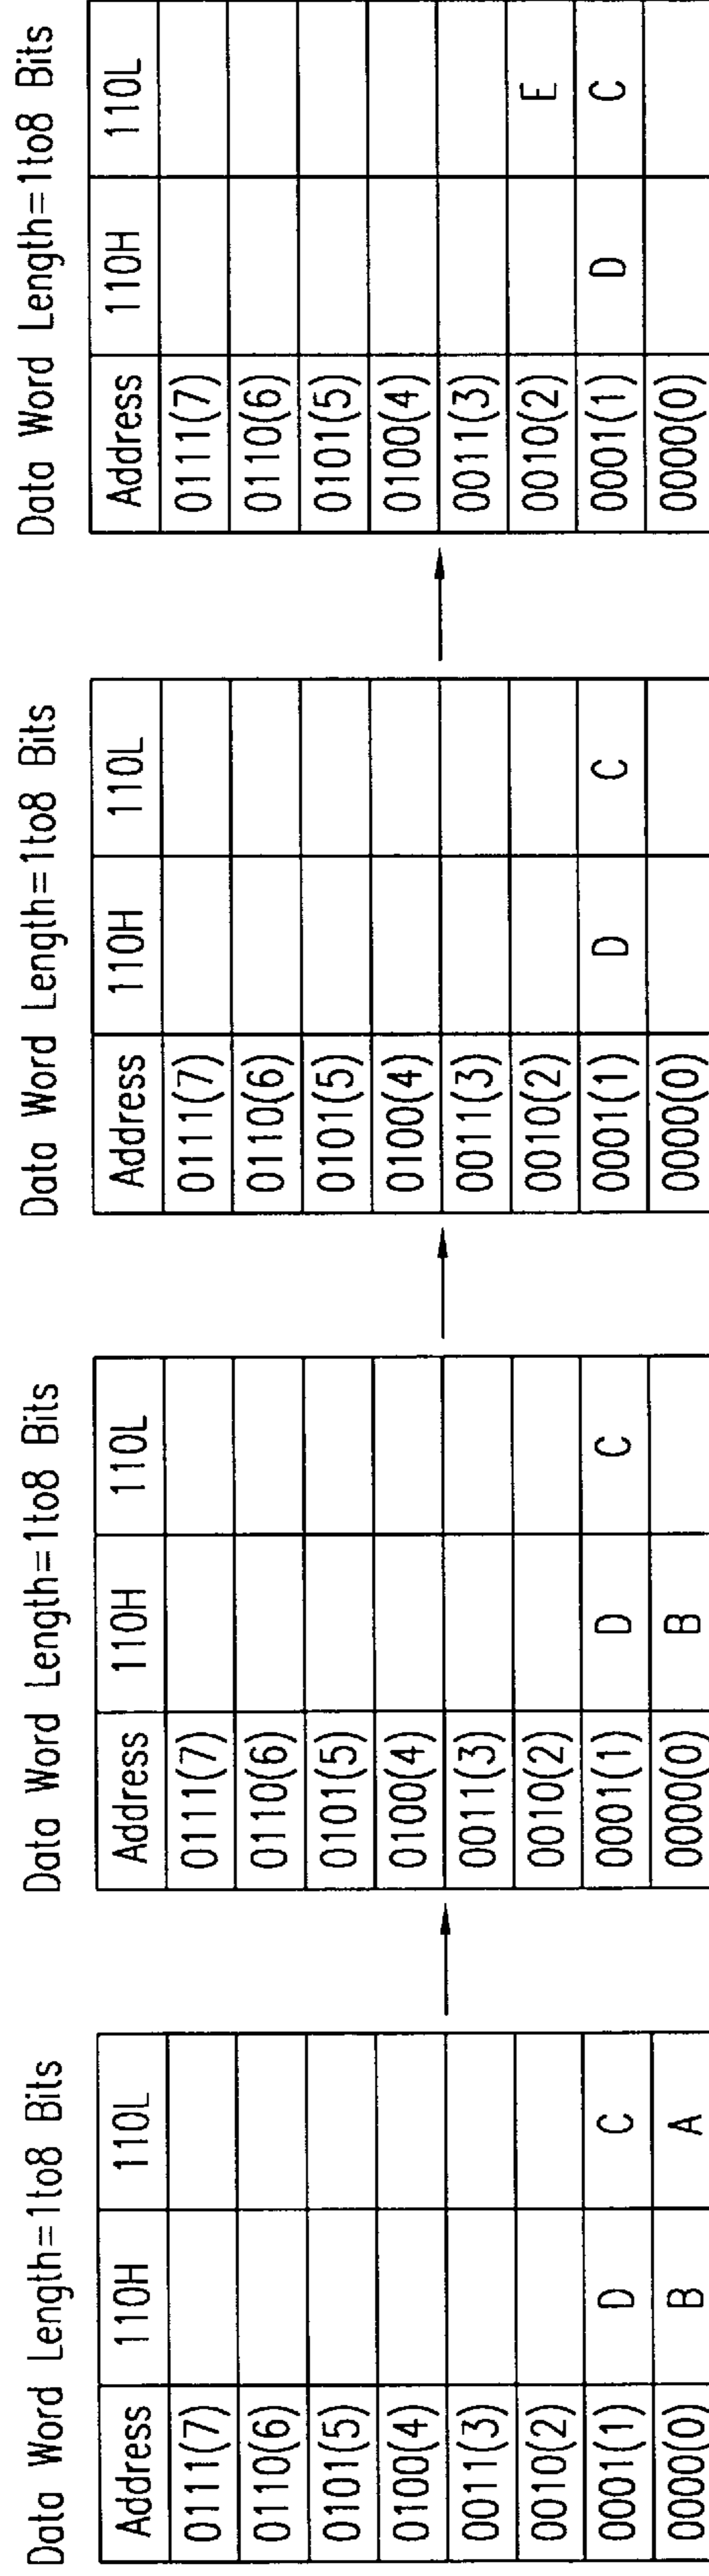 Data Word Length=1to8 Bits
Address 110H 110L
0111(7)
0110(6)
0101(5)
0100(4)
0011(3)
0010(2)
0001(1) D C
0000(0) B A
Data Word Length=1to8 Bits
Address 110H 110L
0111(7)
0110(6)
0101(5)
0100(4)
0011(3)
0010(2)
0001(1) D C
0000(0) B
Data Word Length=1to8 Bits
Address 110H 110L
0111(7)
0110(6)
0101(5)
0100(4)
0011(3)
0010(2)
0001(1) D C
0000(0)
Data Word Length=1to8 Bits
Address 110H 110L
0111(7)
0110(6)
0101(5)
0100(4)
0011(3)
0010(2) E
0001(1) D C
0000(0)